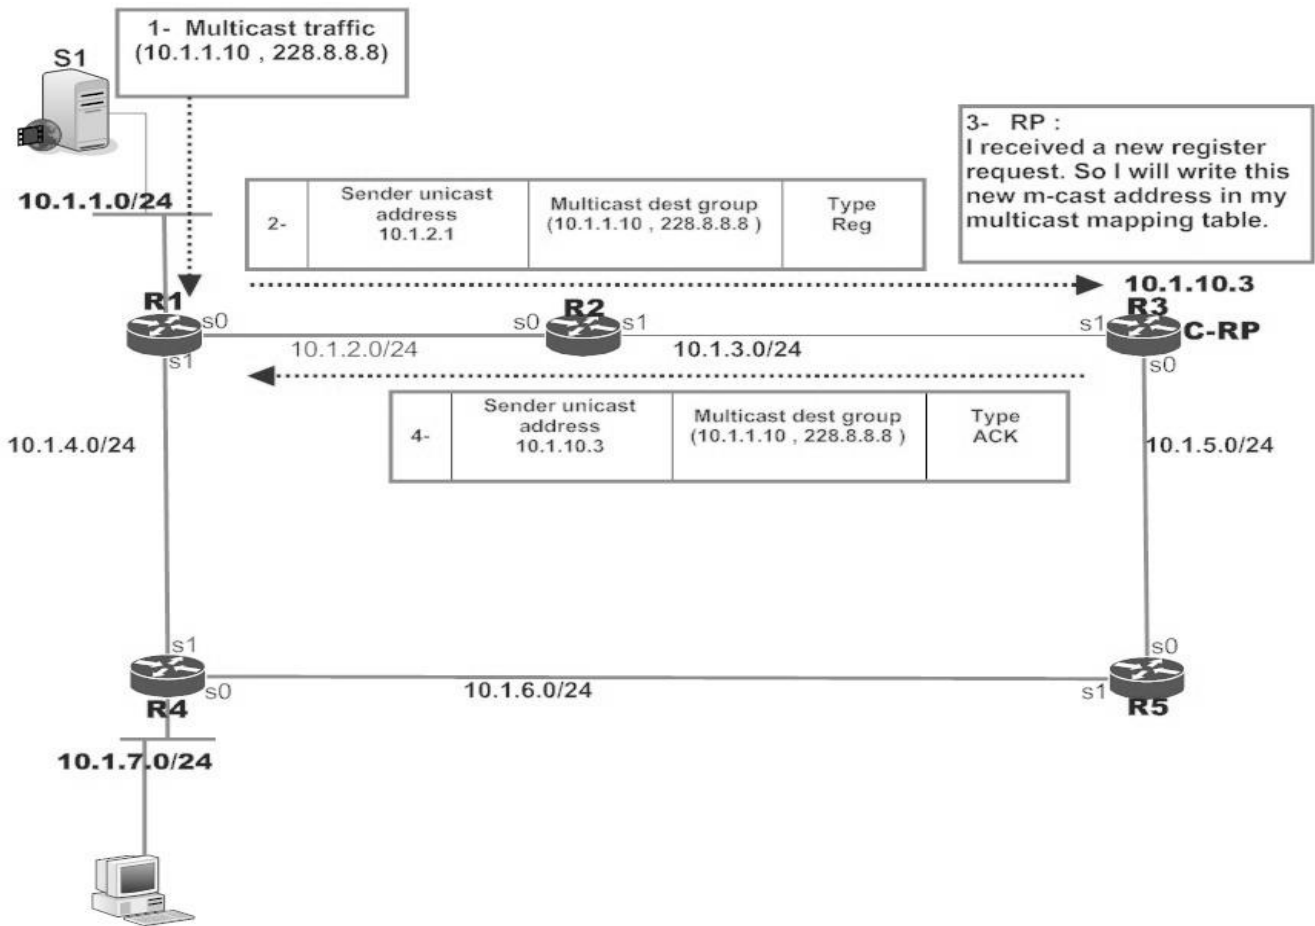 1- Multicast traffic
(10.1.1.10 , 228.8.8.8)
S1
10.1.1.0/24
3- RP :
I received a new register
request. So I will write this
new m-cast address in my
multicast mapping table.
2-
Sender unicast
address
10.1.2.1
Multicast dest group
(10.1.1.10 , 228.8.8.8 )
Type
Reg
10.1.10.3
R1
s0
s1
10.1.2.0/24
s0
R2
s1
10.1.3.0/24
s1
R3
C-RP
s0
4-
Sender unicast
address
10.1.10.3
Multicast dest group
(10.1.1.10 , 228.8.8.8 )
Type
ACK
10.1.4.0/24
10.1.5.0/24
s1
s0
R4
10.1.6.0/24
s0
s1
R5
10.1.7.0/24